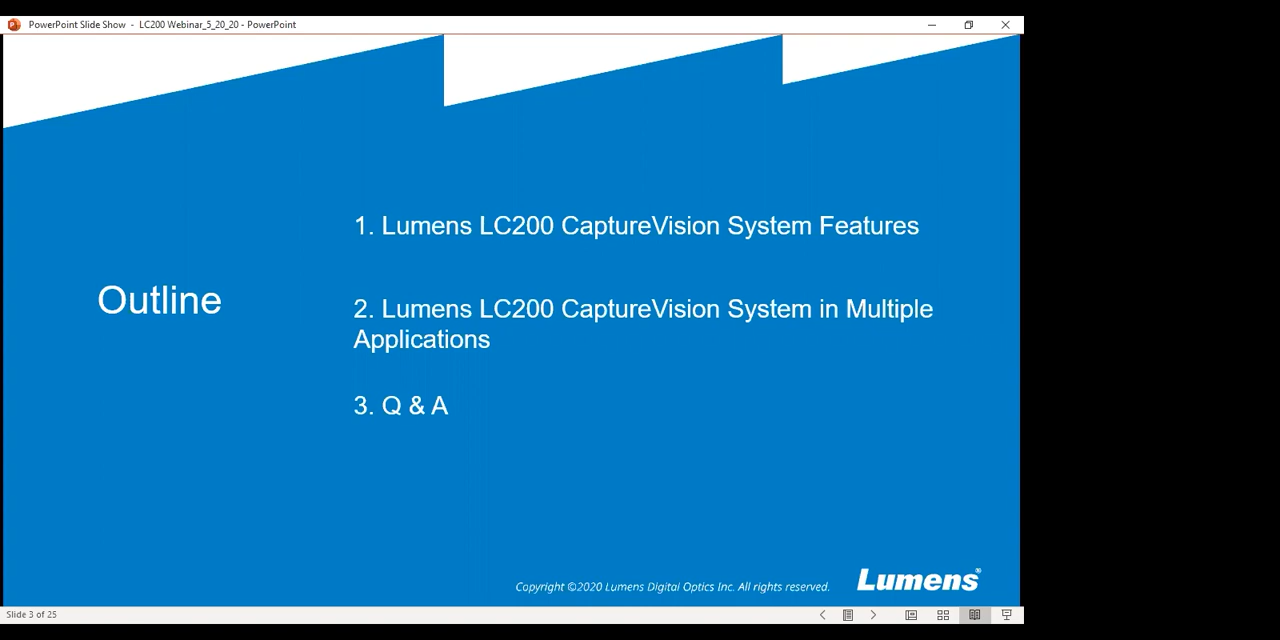 PowerPoint Slide Show - LC200 Webinar_5_20_20 - PowerPoint
Outline
1. Lumens LC200 CaptureVision System Features
2. Lumens LC200 CaptureVision System in Multiple
Applications
3. Q & A
Copyright ©2020 Lumens Digital Optics Inc. All rights reserved.
Lumens®
Slide 3 of 25